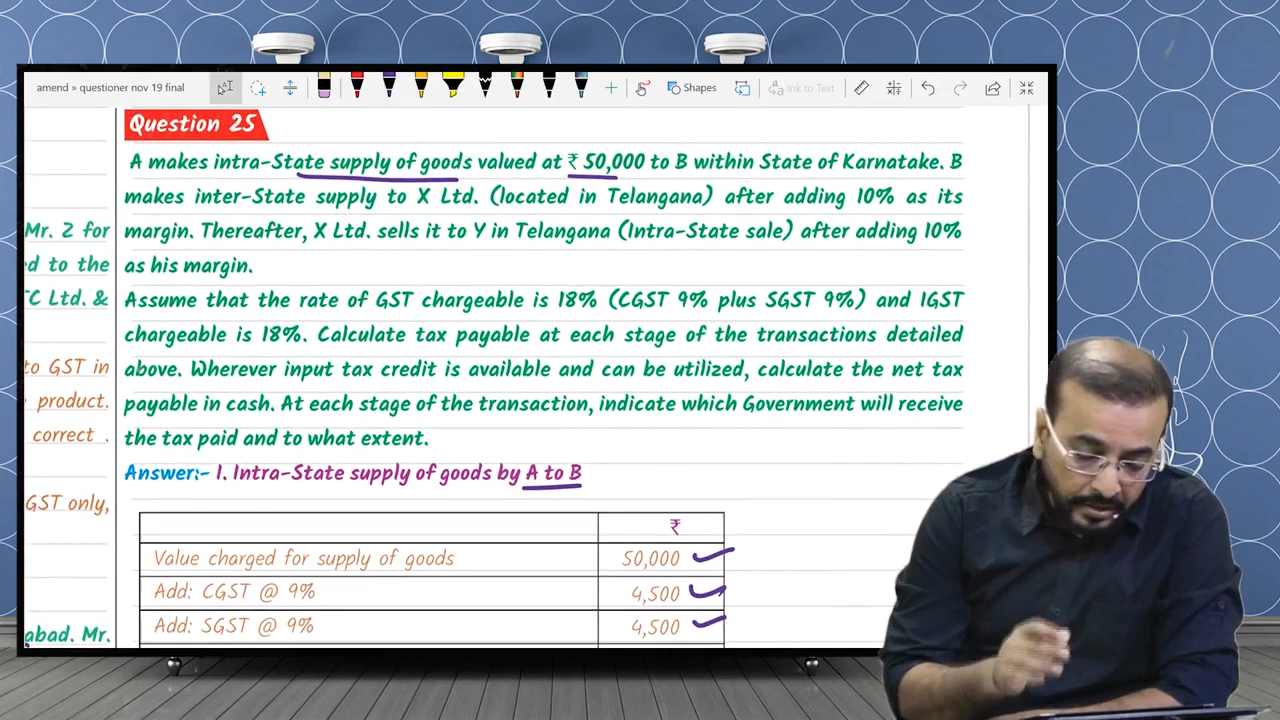 amend » questioner nov 19 final
Shapes
Ink to Text
Question 25
A makes intra-State supply of goods valued at ₹ 50,000 to B within State of Karnatake. B
makes inter-State supply to X Ltd. (located in Telangana) after adding 10% as its
margin. Thereafter, X Ltd. sells it to Y in Telangana (Intra-State sale) after adding 10%
as his margin.
Assume that the rate of GST chargeable is 18% (CGST 9% plus SGST 9%) and IGST
chargeable is 18%. Calculate tax payable at each stage of the transactions detailed
above. Wherever input tax credit is available and can be utilized, calculate the net tax
payable in cash. At each stage of the transaction, indicate which Government will receive
the tax paid and to what extent.
Answer:- 1. Intra-State supply of goods by A to B
₹
Value charged for supply of goods 50,000
Add: CGST @ 9% 4,500
Add: SGST @ 9% 4,500
Mr. Z for
ed to the
TC Ltd. &
to GST in
product.
correct .
GST only,
abad. Mr.